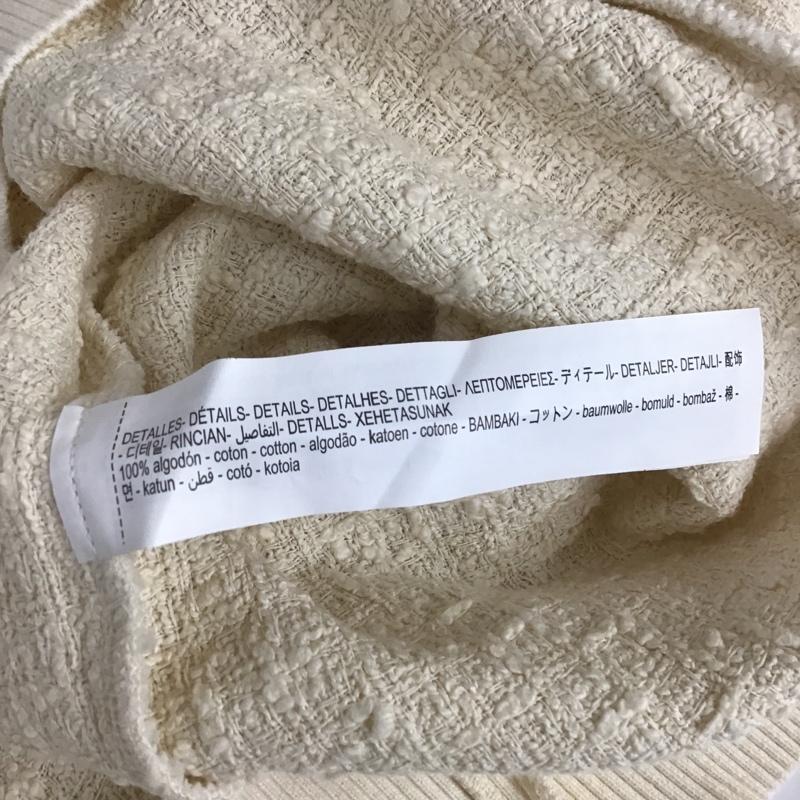 DETALLES- DÉTAILS- DETAILS- DETALHES- DETTAGLI- ΛΕΠΤΟΜΕΡΕΙΕΣ- ディテール- DETALJER- DETAJLI- 配饰
- 디테일- RINCIAN- التفاصيل- DETALLS- XEHETASUNAK
100% algodón - coton - cotton - algodão - katoen - cotone - BAMBAKI - コットン - baumwolle - bomuld - bombaž - 棉 -
면 - katun - قطن - cotó - kotoia